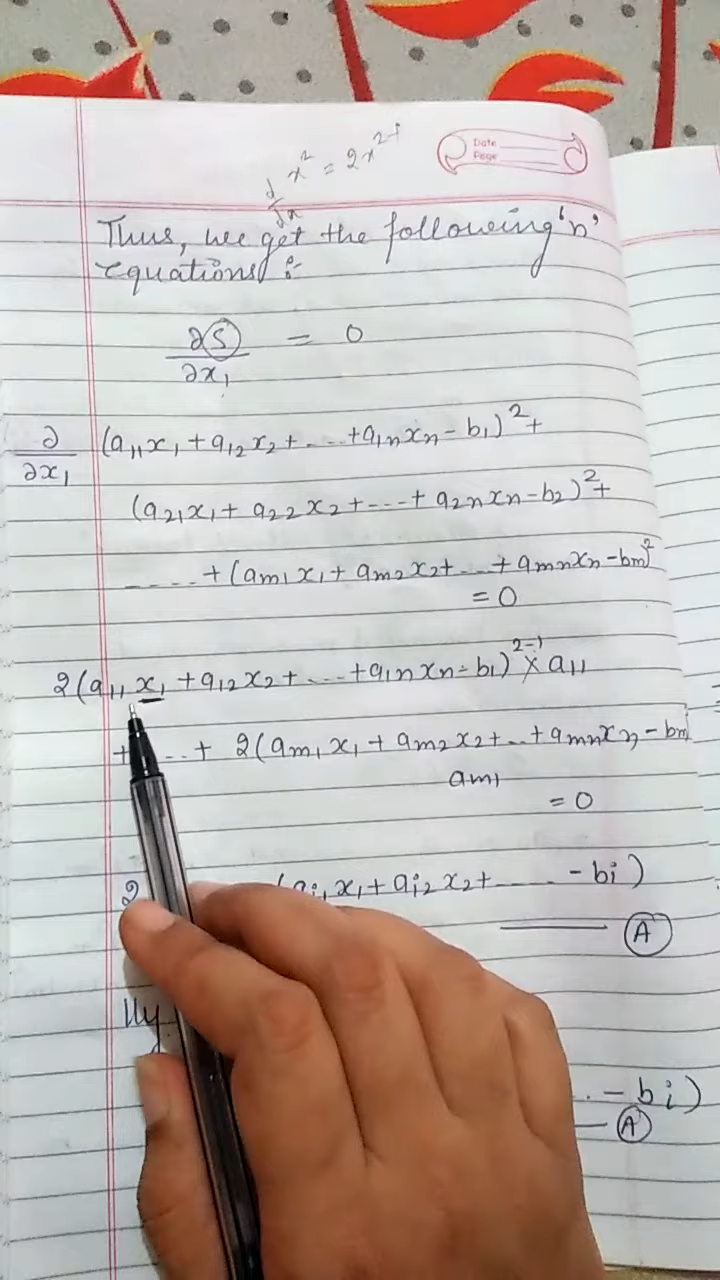 d/dx x² = 2x²⁻¹
Date
Page
Thus, we get the following 'n'
equations :-
∂S/∂x₁ = 0
∂/∂x₁ (a₁₁x₁ + a₁₂x₂ + ... + a₁ₙxₙ - b₁)² +
(a₂₁x₁ + a₂₂x₂ + ... + a₂ₙxₙ - b₂)² +
.... + (aₘ₁x₁ + aₘ₂x₂ + ... + aₘₙxₙ - bₘ)²
= 0
2(a₁₁x₁ + a₁₂x₂ + ... + a₁ₙxₙ - b₁)²⁻¹ × a₁₁
+ .. + 2(aₘ₁x₁ + aₘ₂x₂ + .. + aₘₙxₙ - bₘ
aₘ₁
= 0
2 (aᵢ₁x₁ + aᵢ₂x₂ + ..... - bᵢ)
(A)
lly
. - bᵢ)
(A)